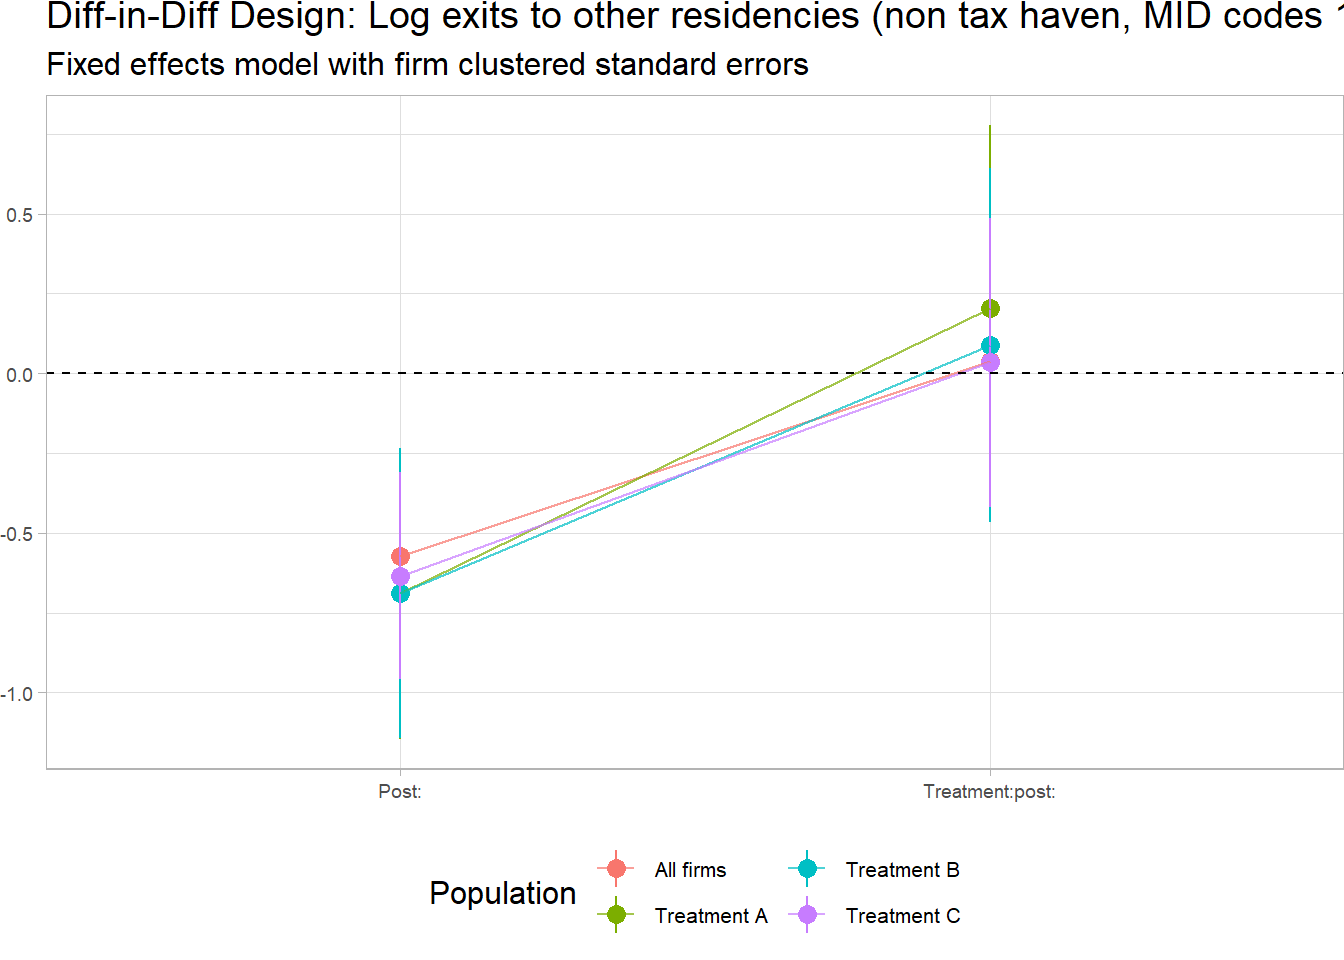 Diff-in-Diff Design: Log exits to other residencies (non tax haven, MID codes
Fixed effects model with firm clustered standard errors
0.5
0.0
-0.5
-1.0
Post: Treatment:post:
Population
All firms Treatment B
Treatment A Treatment C